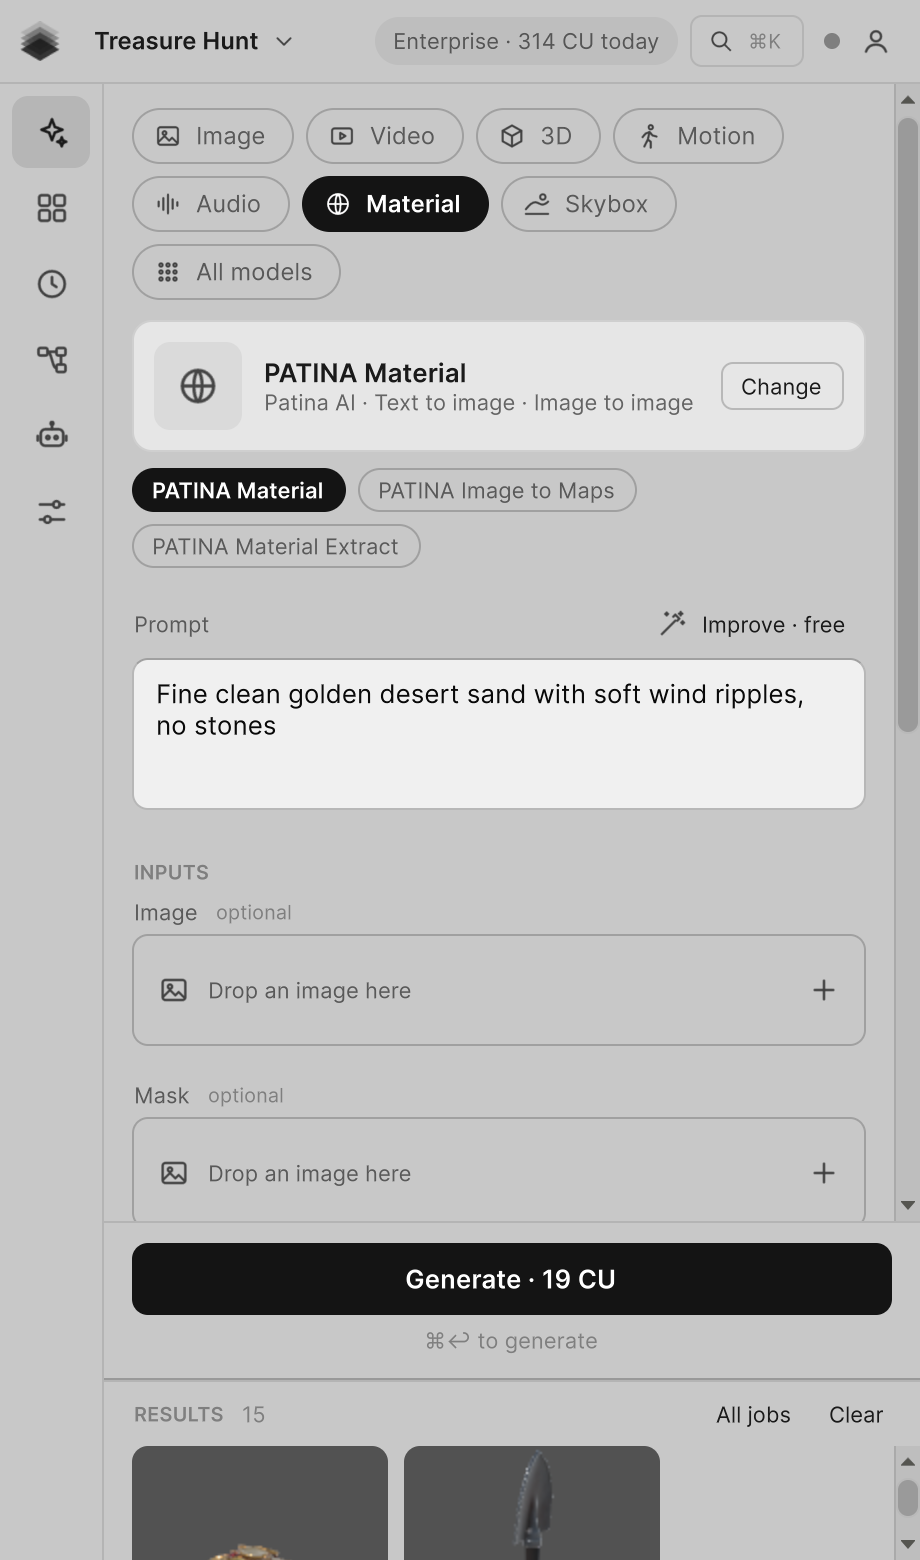 Treasure Hunt
Enterprise · 314 CU today
⌘K
Image
Video
3D
Motion
Audio
Material
Skybox
All models
PATINA Material
Patina AI · Text to image · Image to image
Change
PATINA Material
PATINA Image to Maps
PATINA Material Extract
Prompt
Improve · free
Fine clean golden desert sand with soft wind ripples,
no stones
INPUTS
Image optional
Drop an image here
Mask optional
Drop an image here
Generate · 19 CU
⌘↩ to generate
RESULTS 15
All jobs
Clear